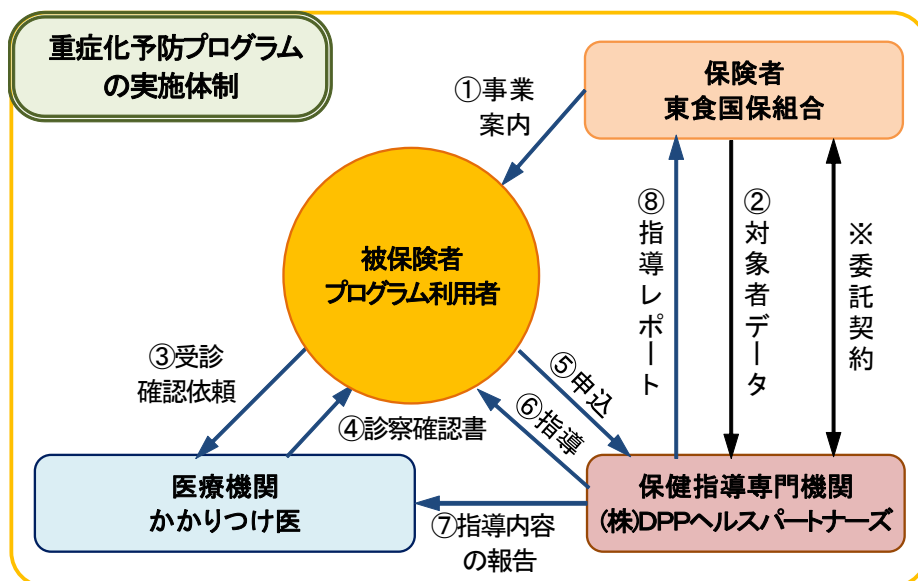 重症化予防プログラム
の実施体制
保険者
東食国保組合
①事業
案内
被保険者
プログラム利用者
⑧指導レポート
②対象者データ
※委託契約
③受診
確認依頼
④診察確認書
⑤申込
⑥指導
医療機関
かかりつけ医
保健指導専門機関
(株)DPPヘルスパートナーズ
⑦指導内容
の報告